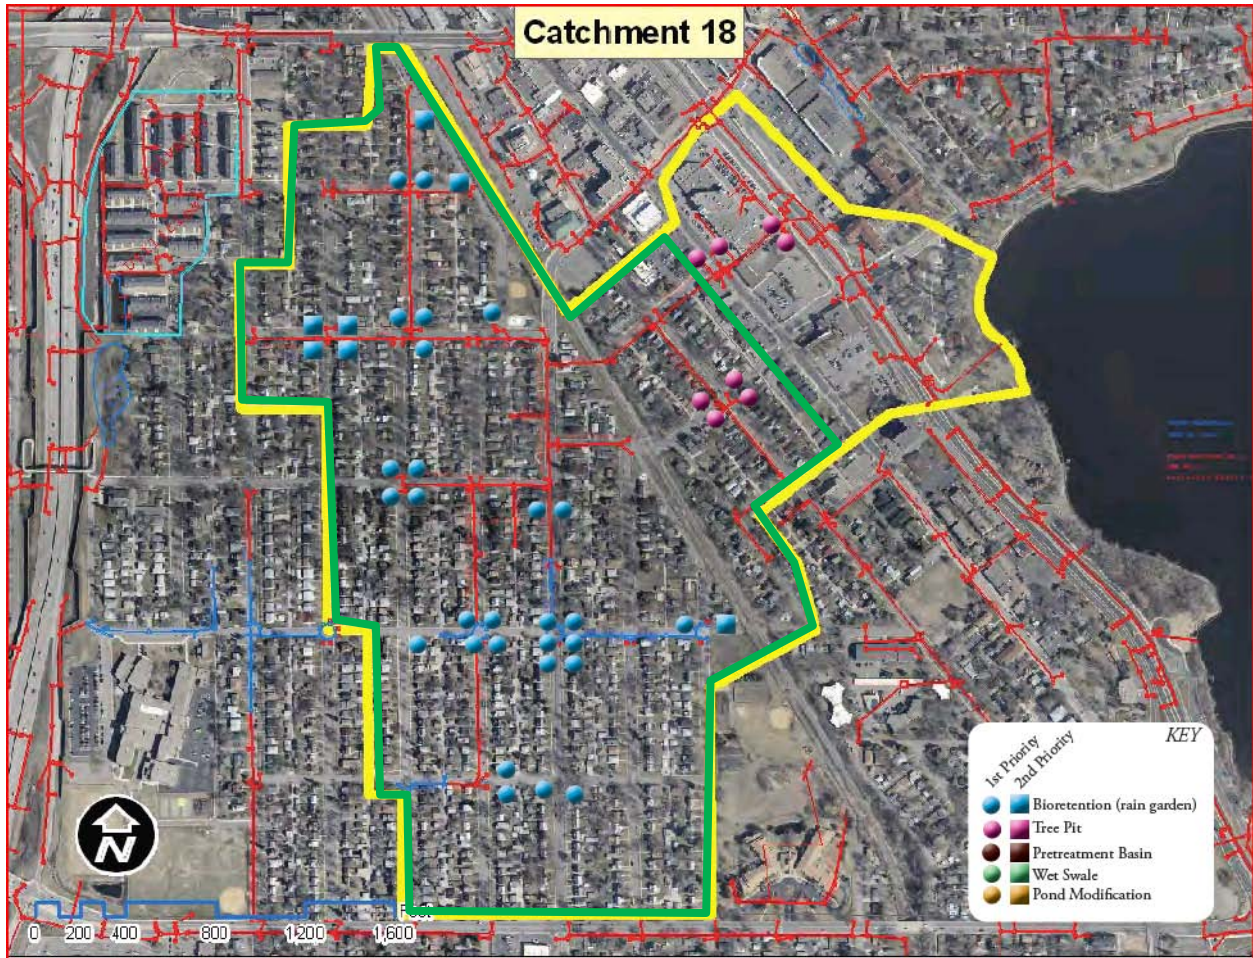 Catchment 18
KEY
1st Priority
2nd Priority
Bioretention (rain garden)
Tree Pit
Pretreatment Basin
Wet Swale
Pond Modification
N
Feet
0 200 400 800 1,200 1,600